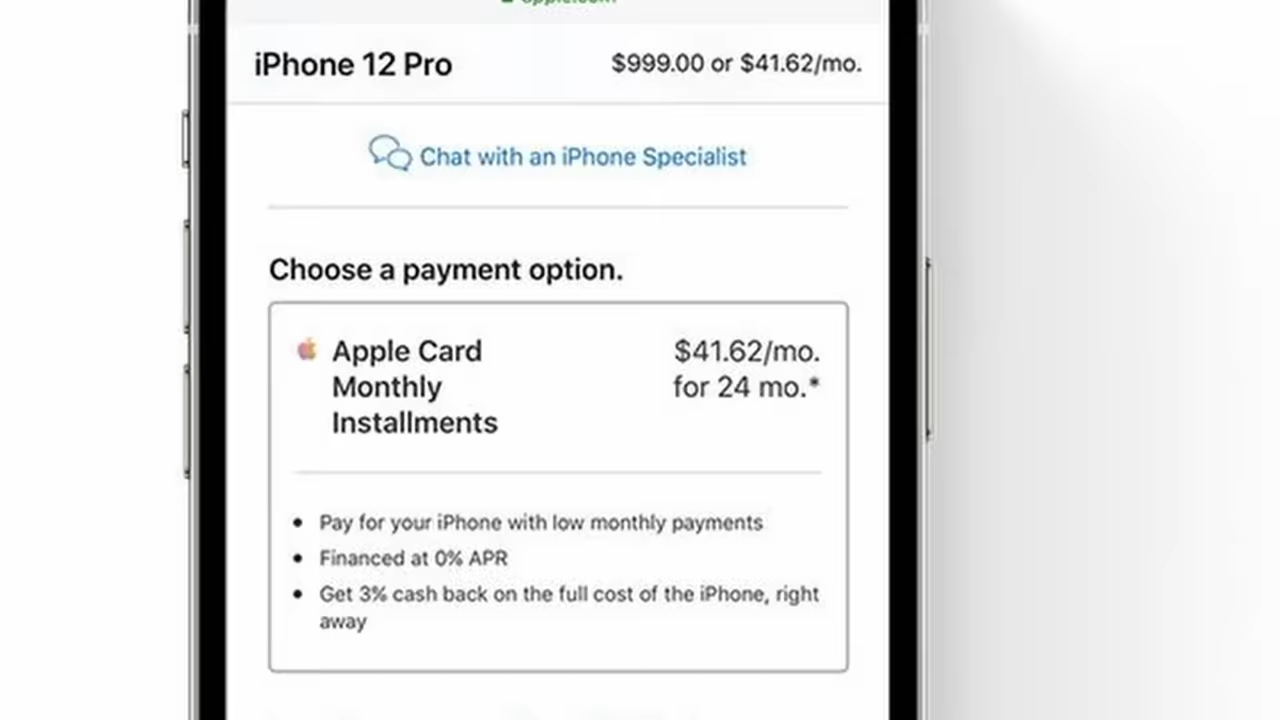 apple.com
iPhone 12 Pro $999.00 or $41.62/mo.
Chat with an iPhone Specialist
Choose a payment option.
Apple Card $41.62/mo.
Monthly for 24 mo.*
Installments
• Pay for your iPhone with low monthly payments
• Financed at 0% APR
• Get 3% cash back on the full cost of the iPhone, right
away